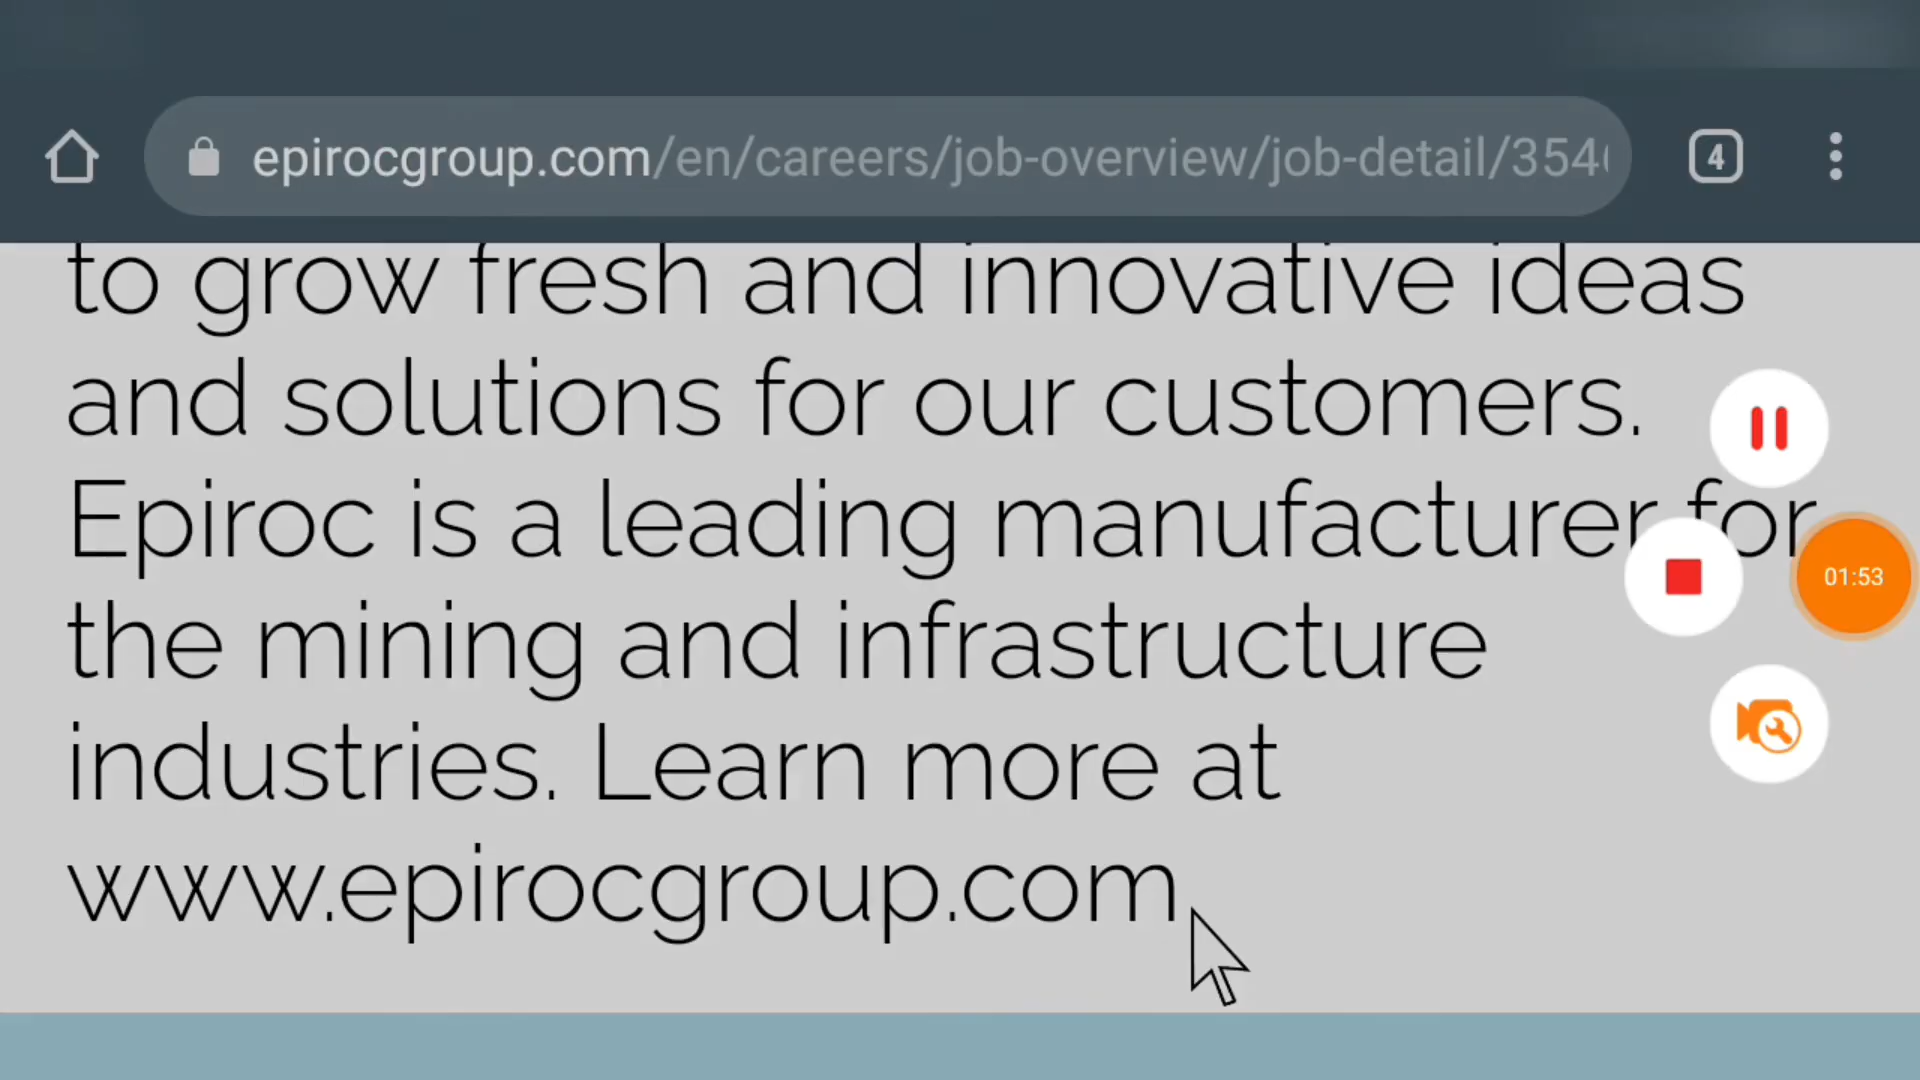 epirocgroup.com/en/careers/job-overview/job-detail/354
4
to grow fresh and innovative ideas
and solutions for our customers.
Epiroc is a leading manufacturer for
01:53
the mining and infrastructure
industries. Learn more at
www.epirocgroup.com